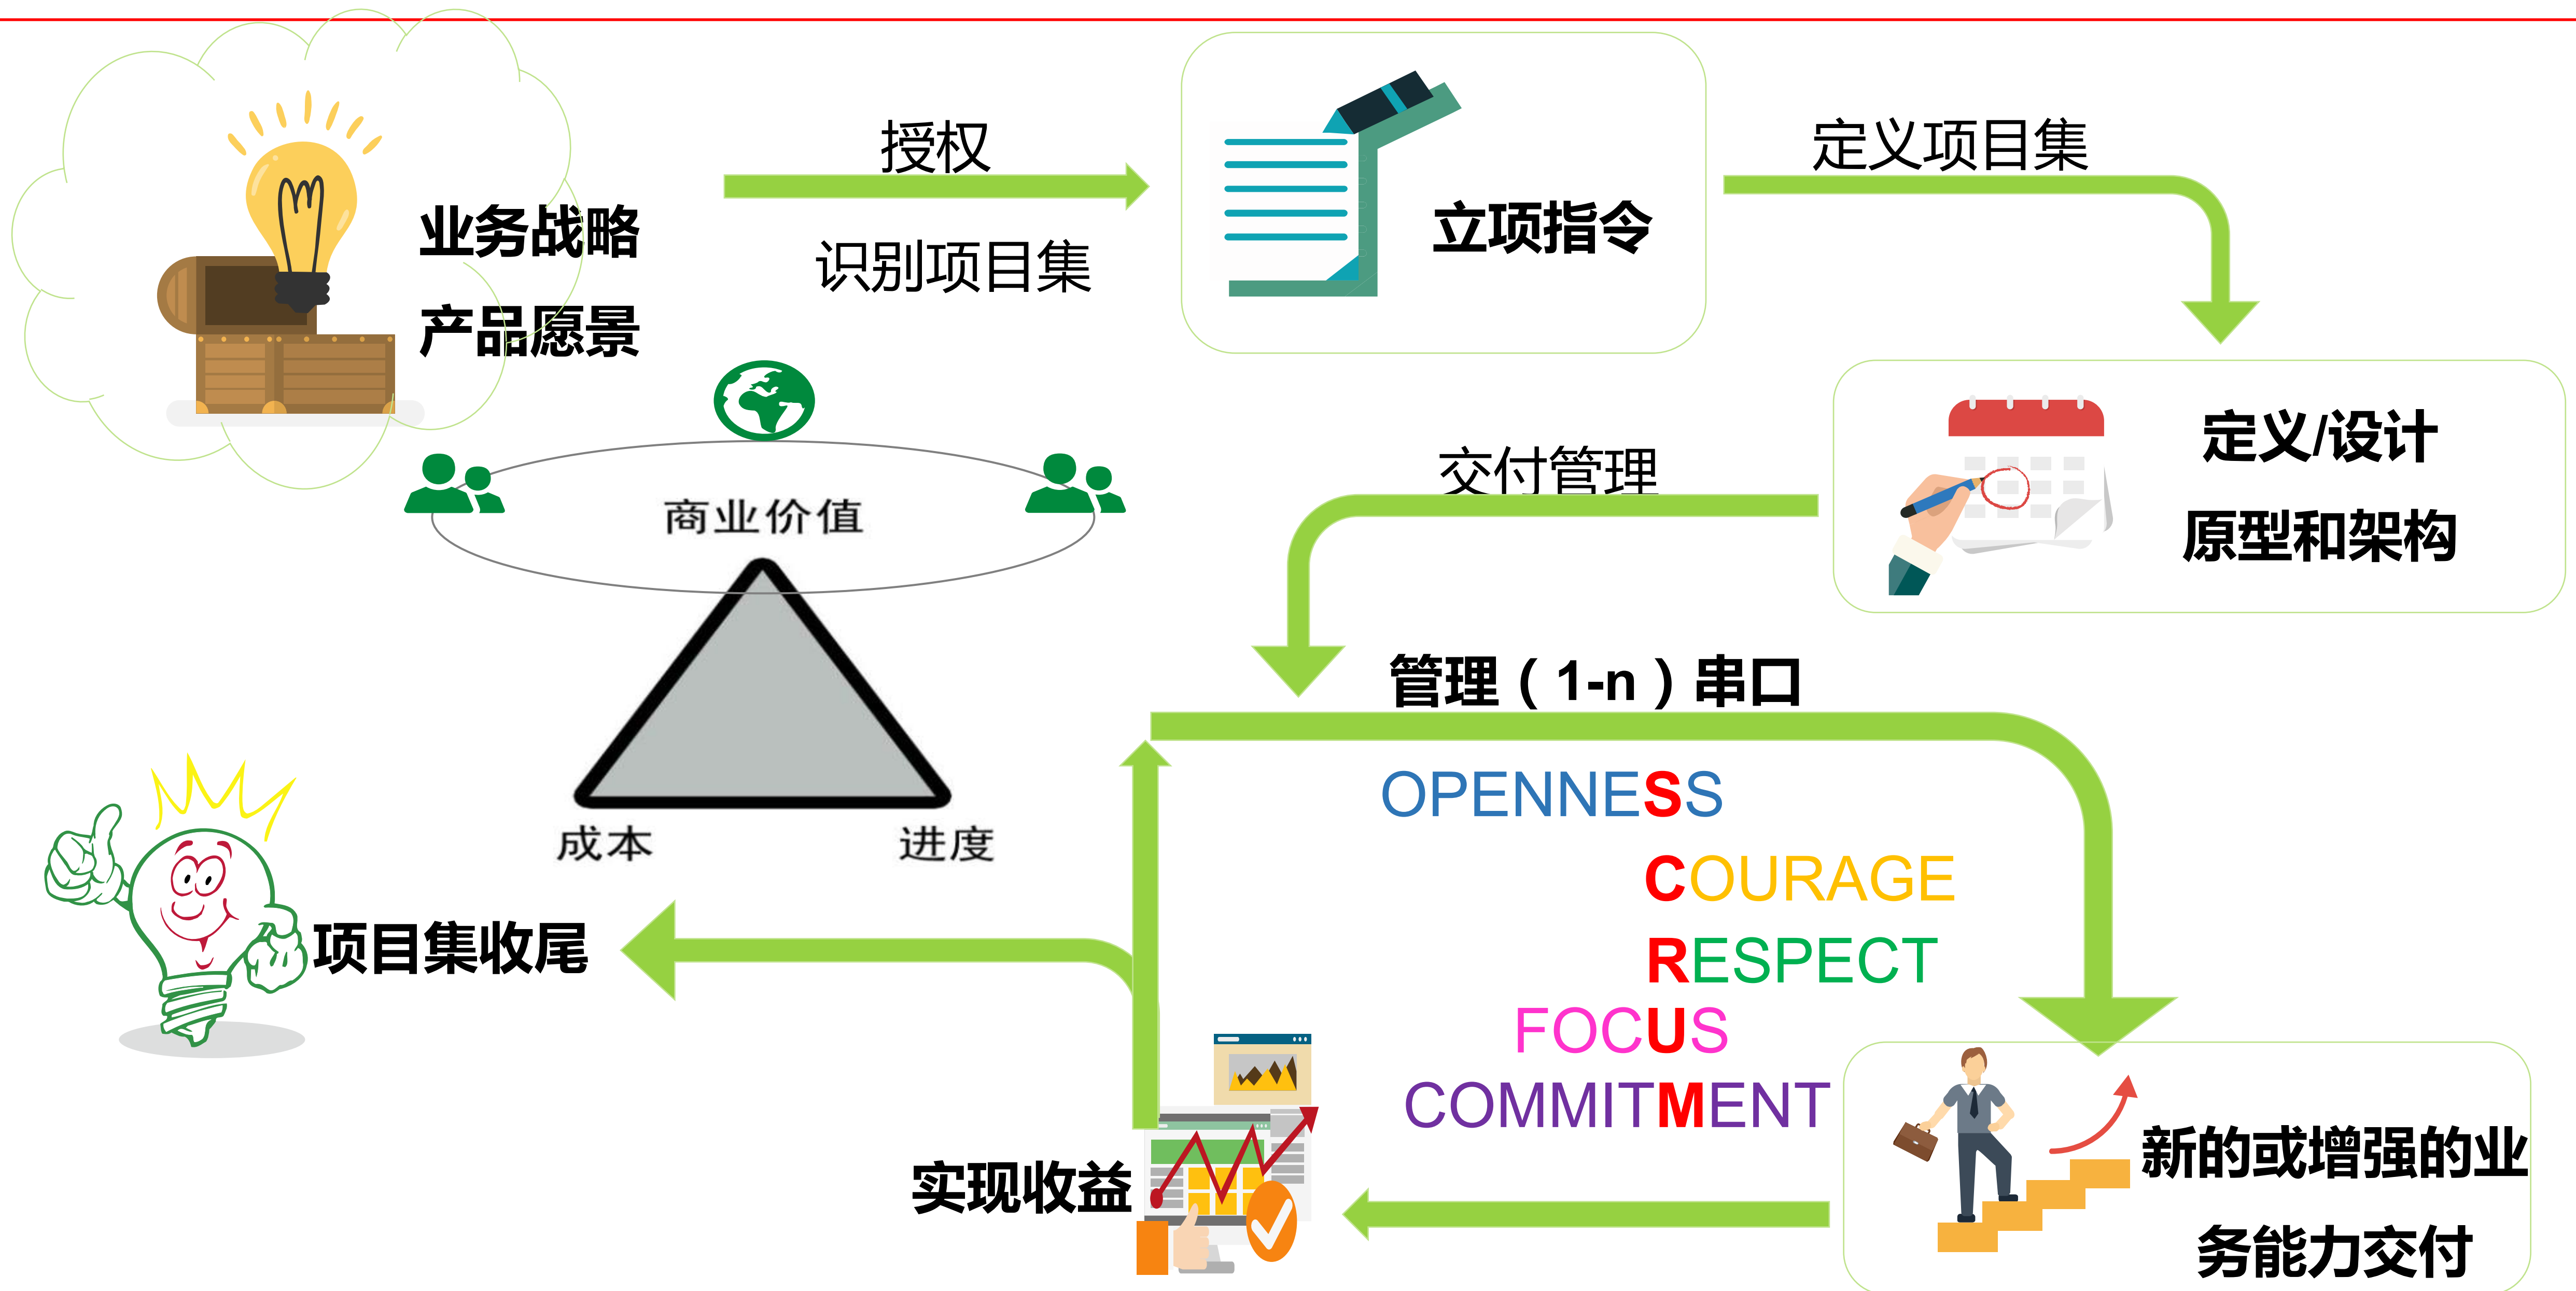 业务战略
产品愿景
授权
识别项目集
立项指令
定义项目集
定义/设计
原型和架构
交付管理
商业价值
成本
进度
管理（1-n）串口
OPENNESS
COURAGE
RESPECT
FOCUS
COMMITMENT
项目集收尾
实现收益
新的或增强的业
务能力交付